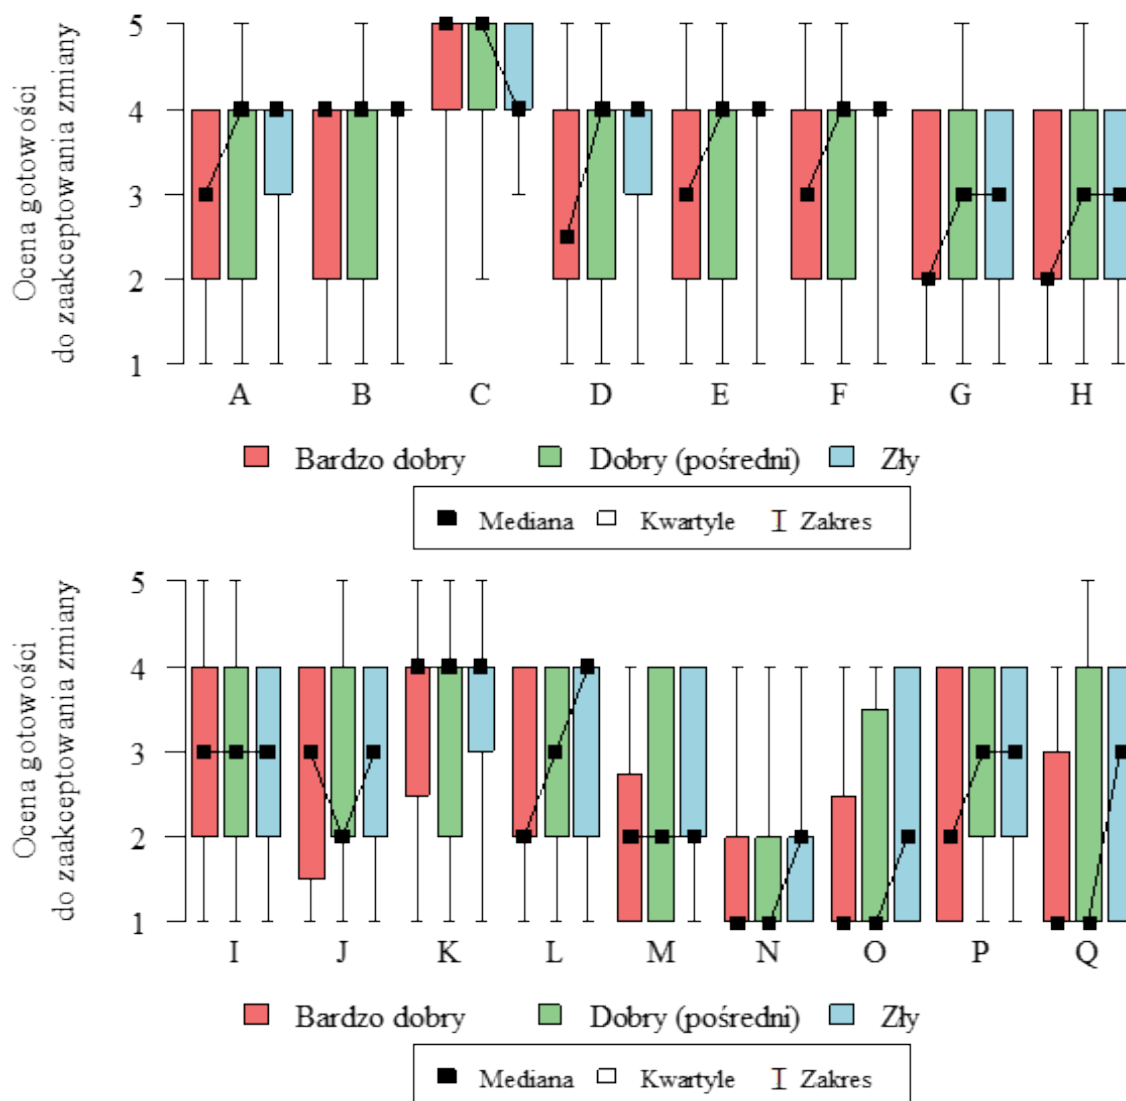 Ocena gotowości
do zaakceptowania zmiany
5
4
3
2
1
A B C D E F G H
Bardzo dobry Dobry (pośredni) Zły
Mediana Kwartyle Zakres
Ocena gotowości
do zaakceptowania zmiany
5
4
3
2
1
I J K L M N O P Q
Bardzo dobry Dobry (pośredni) Zły
Mediana Kwartyle Zakres